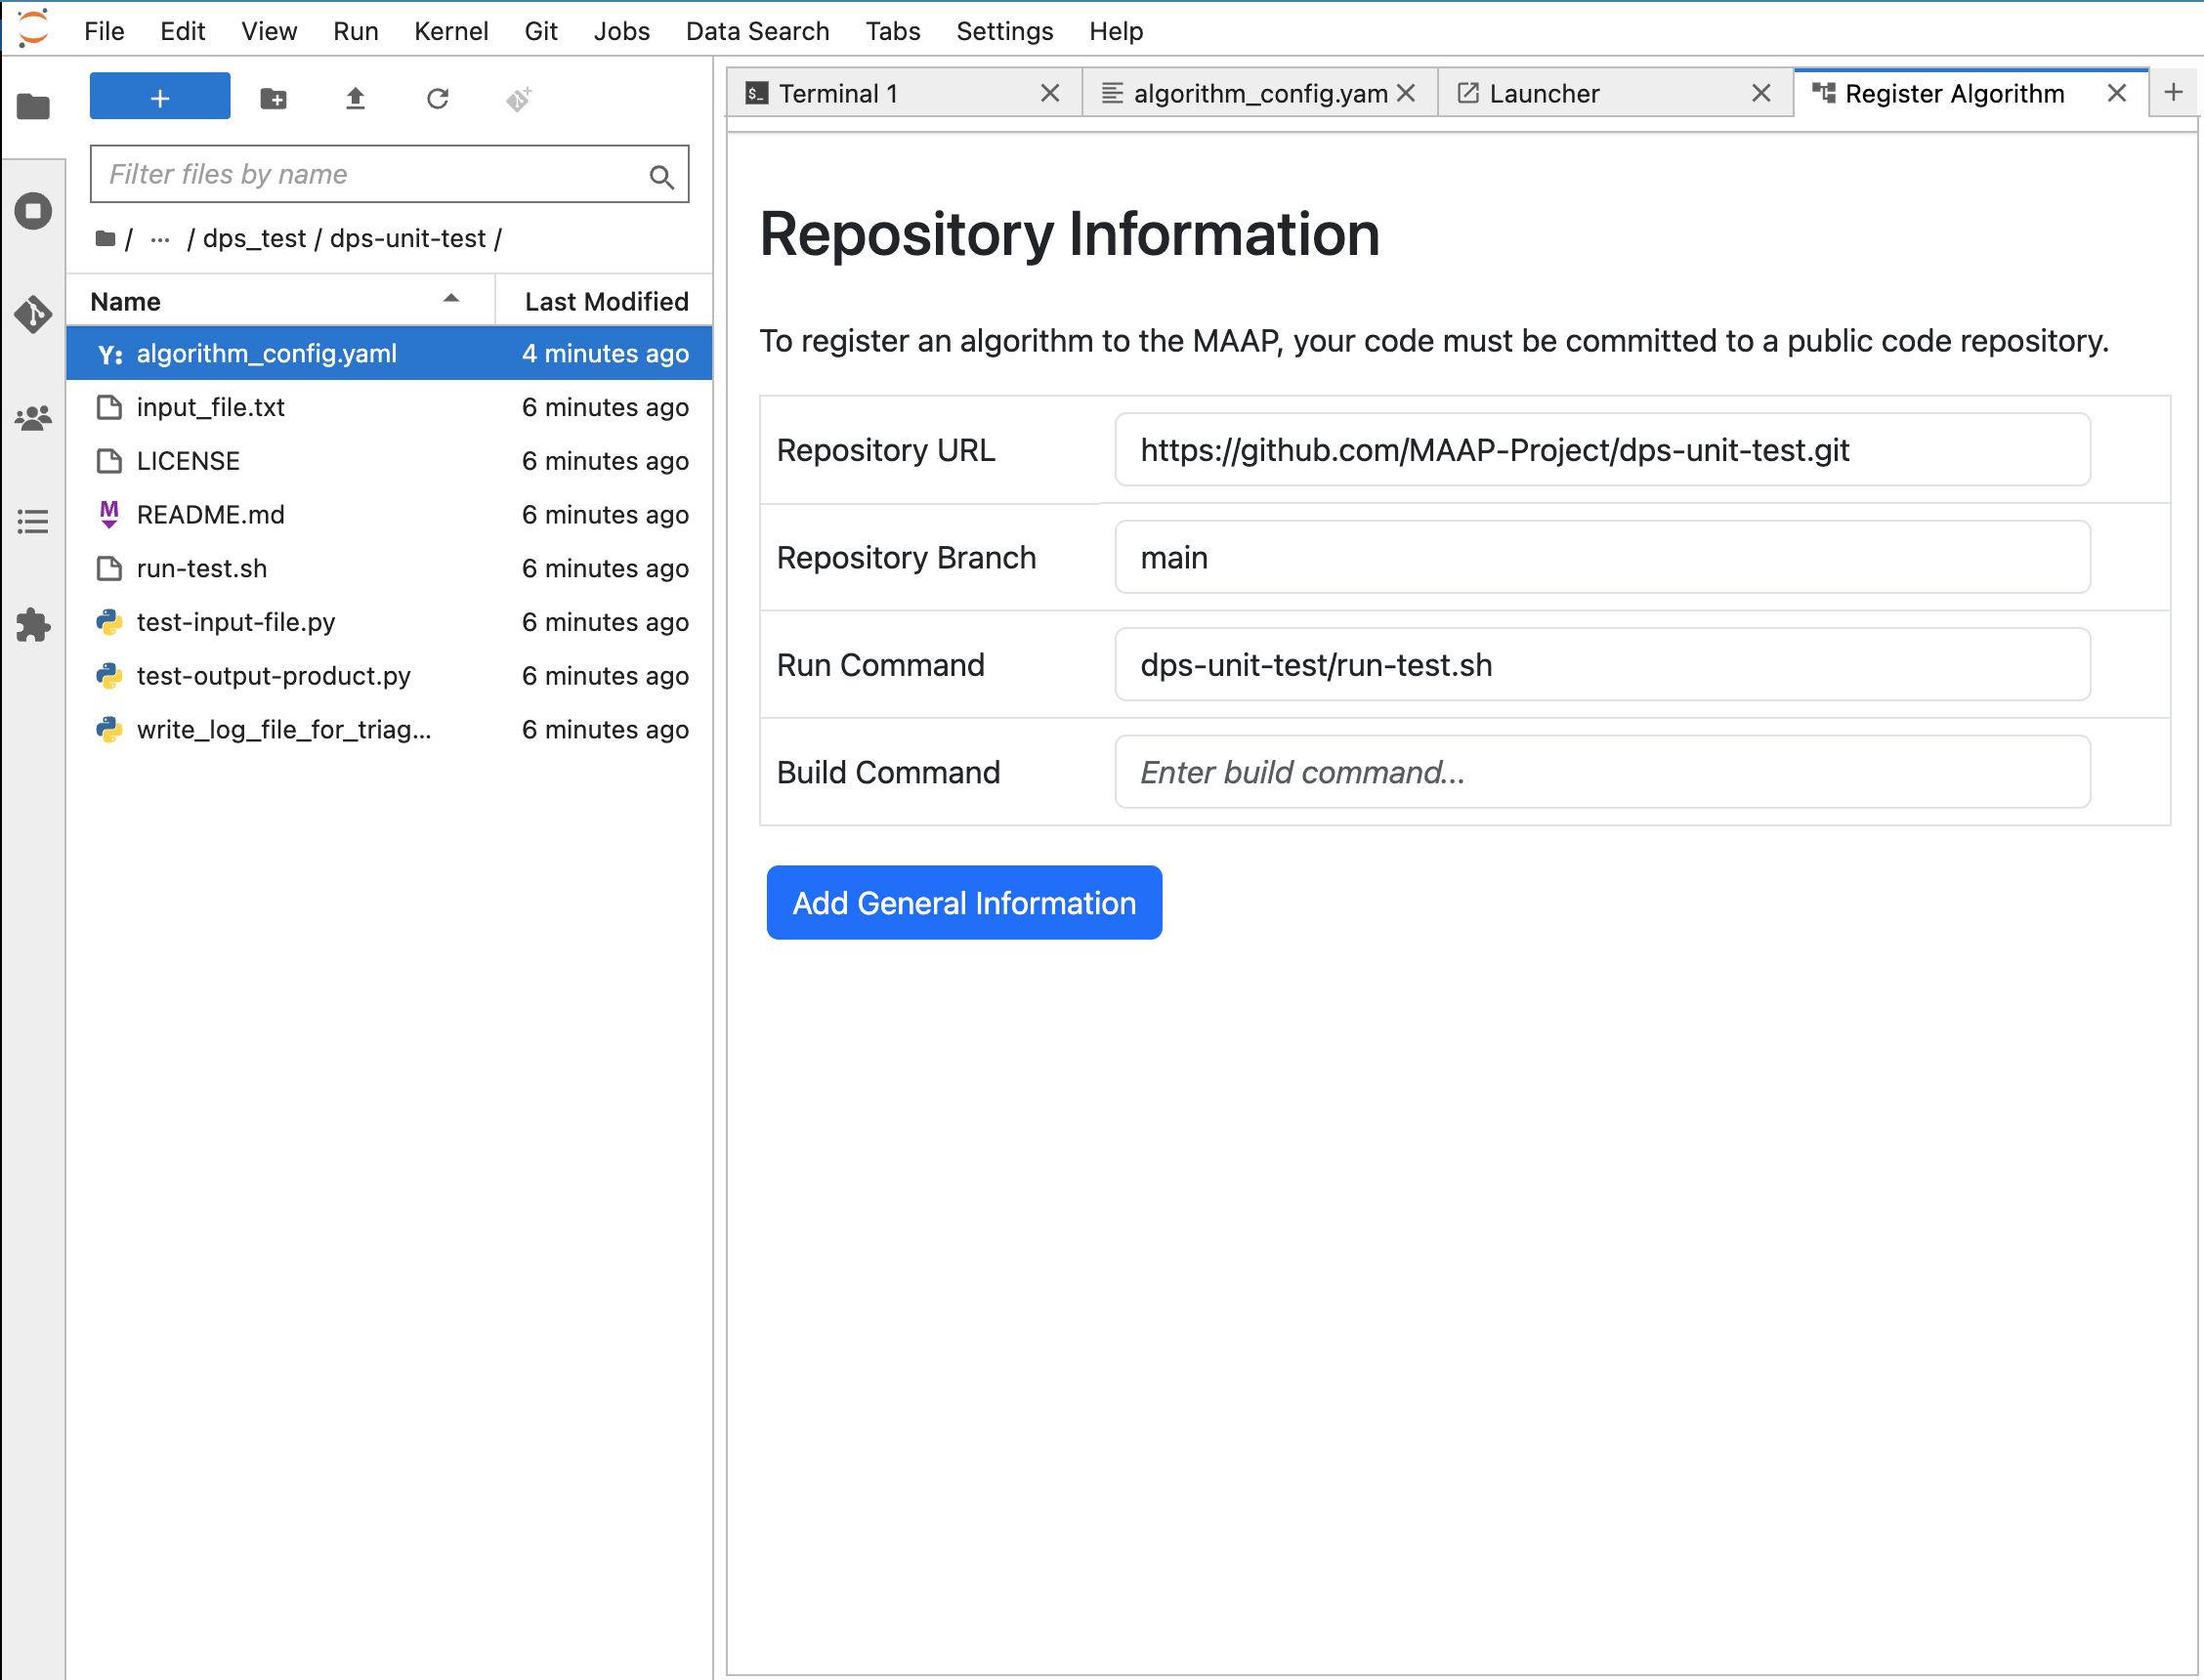 File Edit View Run Kernel Git Jobs Data Search Tabs Settings Help
Terminal 1
algorithm_config.yam
Launcher
Register Algorithm
Filter files by name
/ ... / dps_test / dps-unit-test /
Name Last Modified
Y: algorithm_config.yaml 4 minutes ago
input_file.txt 6 minutes ago
LICENSE 6 minutes ago
M README.md 6 minutes ago
run-test.sh 6 minutes ago
test-input-file.py 6 minutes ago
test-output-product.py 6 minutes ago
write_log_file_for_triag... 6 minutes ago
Repository Information
To register an algorithm to the MAAP, your code must be committed to a public code repository.
Repository URL https://github.com/MAAP-Project/dps-unit-test.git
Repository Branch main
Run Command dps-unit-test/run-test.sh
Build Command Enter build command...
Add General Information